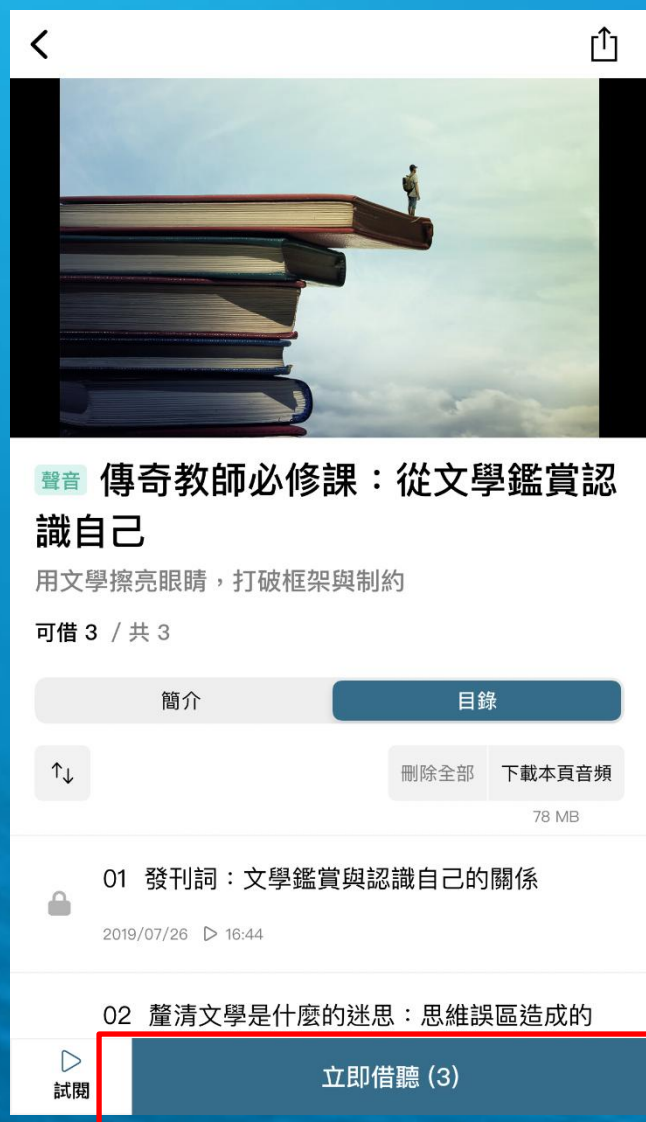 聲音 傳奇教師必修課：從文學鑑賞認
識自己
用文學擦亮眼睛，打破框架與制約
可借 3 / 共 3
簡介 目錄
刪除全部 下載本頁音頻
78 MB
01 發刊詞：文學鑑賞與認識自己的關係
2019/07/26 16:44
02 釐清文學是什麼的迷思：思維誤區造成的
試閱 立即借聽 (3)